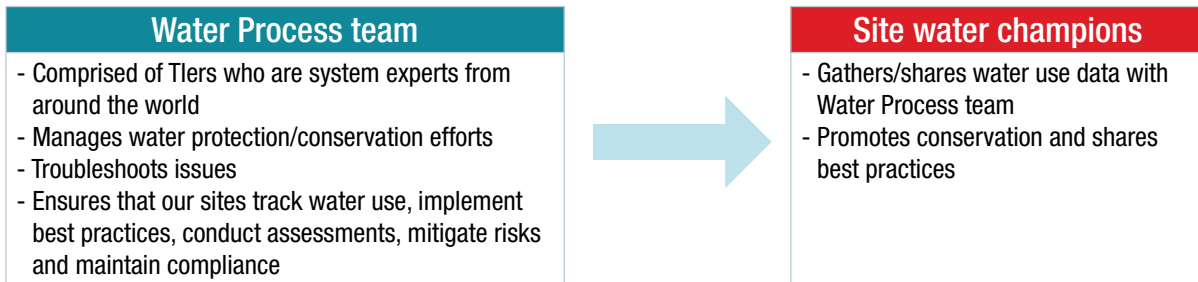 Water Process team
- Comprised of TIers who are system experts from
around the world
- Manages water protection/conservation efforts
- Troubleshoots issues
- Ensures that our sites track water use, implement
best practices, conduct assessments, mitigate risks
and maintain compliance
Site water champions
- Gathers/shares water use data with
Water Process team
- Promotes conservation and shares
best practices